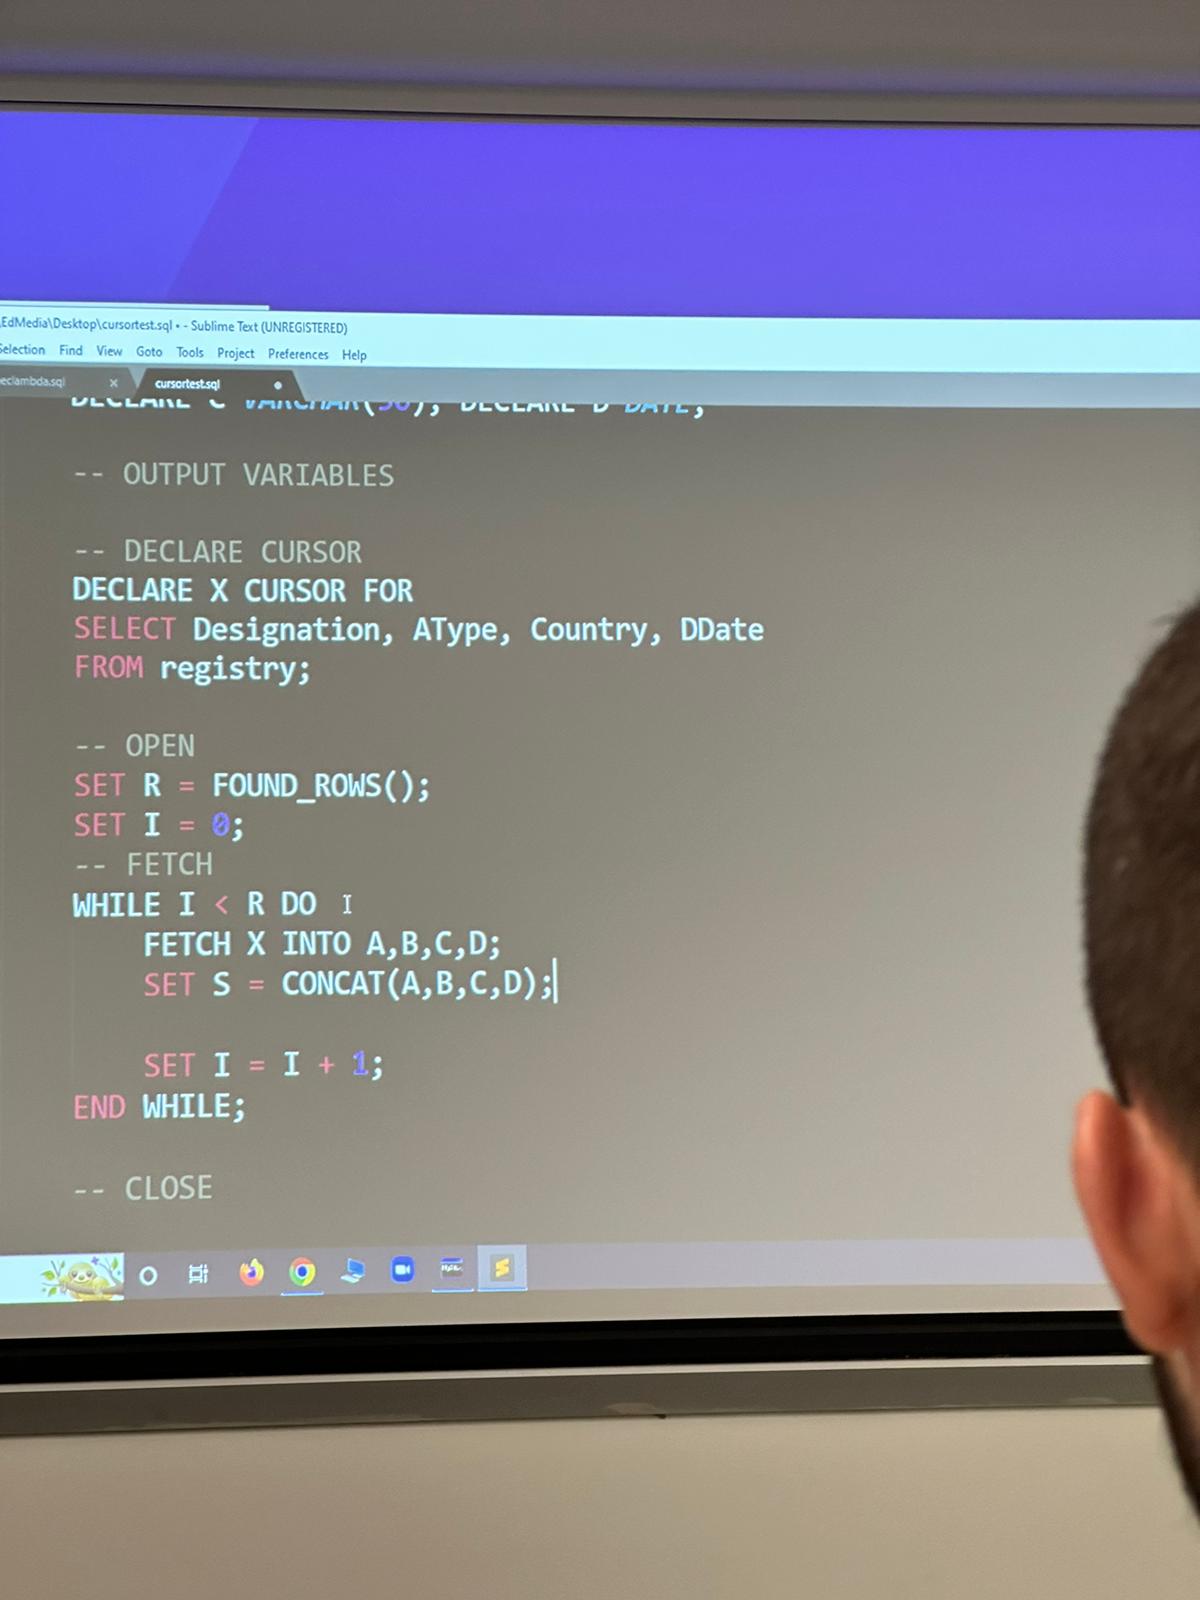 EdMedia\Desktop\cursortest.sql • - Sublime Text (UNREGISTERED)
Selection Find View Goto Tools Project Preferences Help
eclambda.sql × cursortest.sql •
DECLARE C VARCHAR(50); DECLARE D DATE;
-- OUTPUT VARIABLES
-- DECLARE CURSOR
DECLARE X CURSOR FOR
SELECT Designation, AType, Country, DDate
FROM registry;
-- OPEN
SET R = FOUND_ROWS();
SET I = 0;
-- FETCH
WHILE I < R DO
FETCH X INTO A,B,C,D;
SET S = CONCAT(A,B,C,D);
SET I = I + 1;
END WHILE;
-- CLOSE